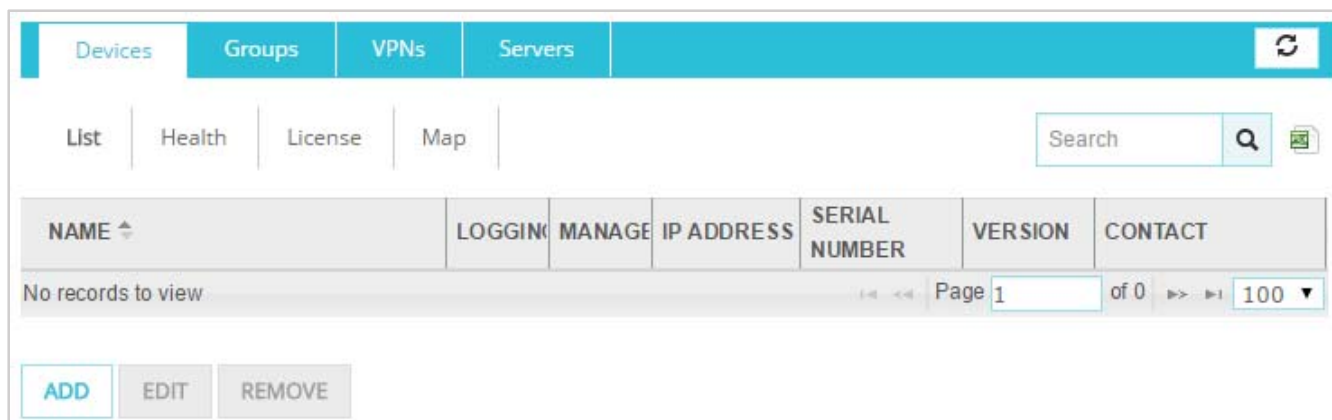 Devices Groups VPNs Servers
List Health License Map Search
NAME LOGGIN MANAGE IP ADDRESS SERIAL NUMBER VERSION CONTACT
No records to view Page 1 of 0 100
ADD EDIT REMOVE